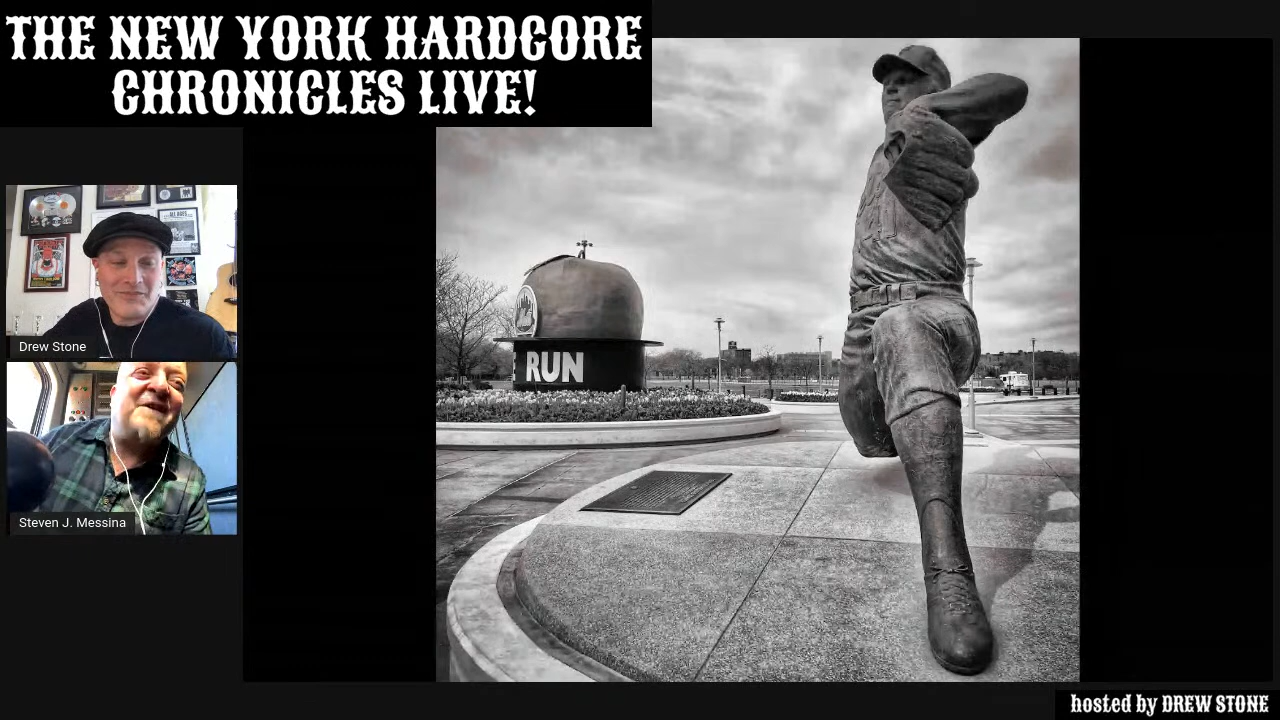 THE NEW YORK HARDCORE
CHRONICLES LIVE!
Drew Stone
Steven J. Messina
RUN
hosted by DREW STONE